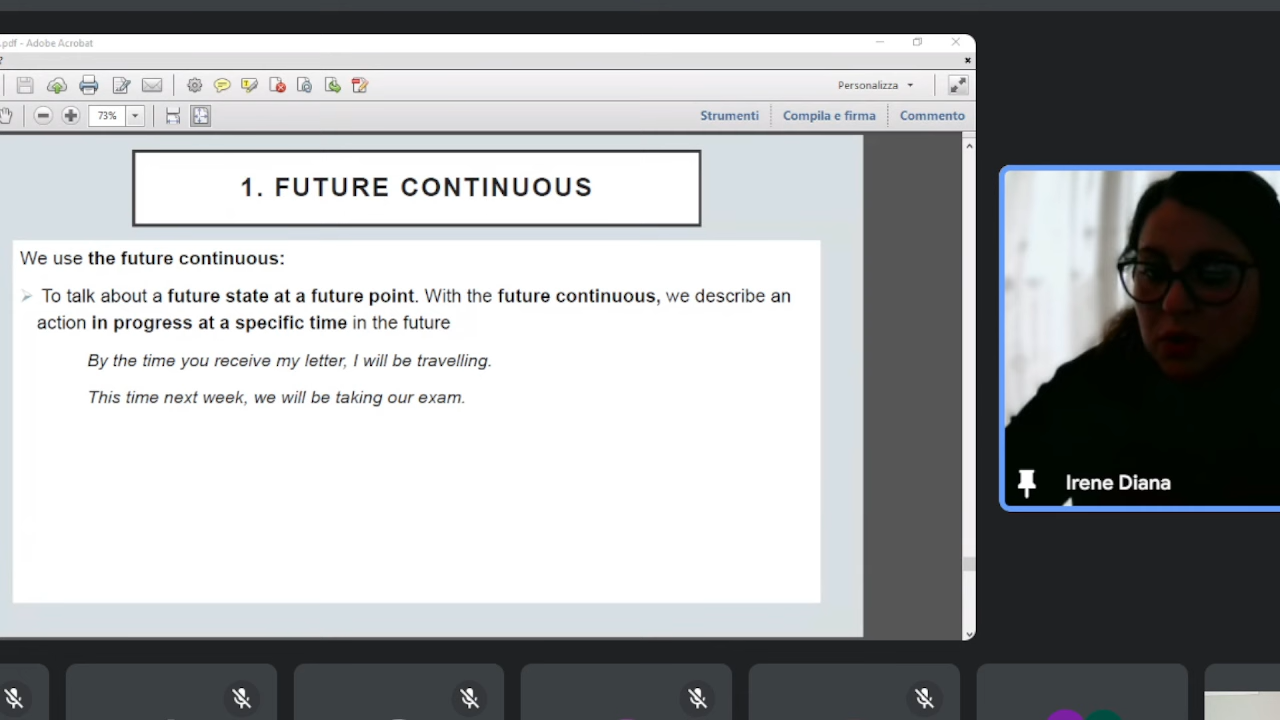 .pdf - Adobe Acrobat
?
73%
Personalizza
Strumenti
Compila e firma
Commento
1. FUTURE CONTINUOUS
We use the future continuous:
To talk about a future state at a future point. With the future continuous, we describe an
action in progress at a specific time in the future
By the time you receive my letter, I will be travelling.
This time next week, we will be taking our exam.
Irene Diana